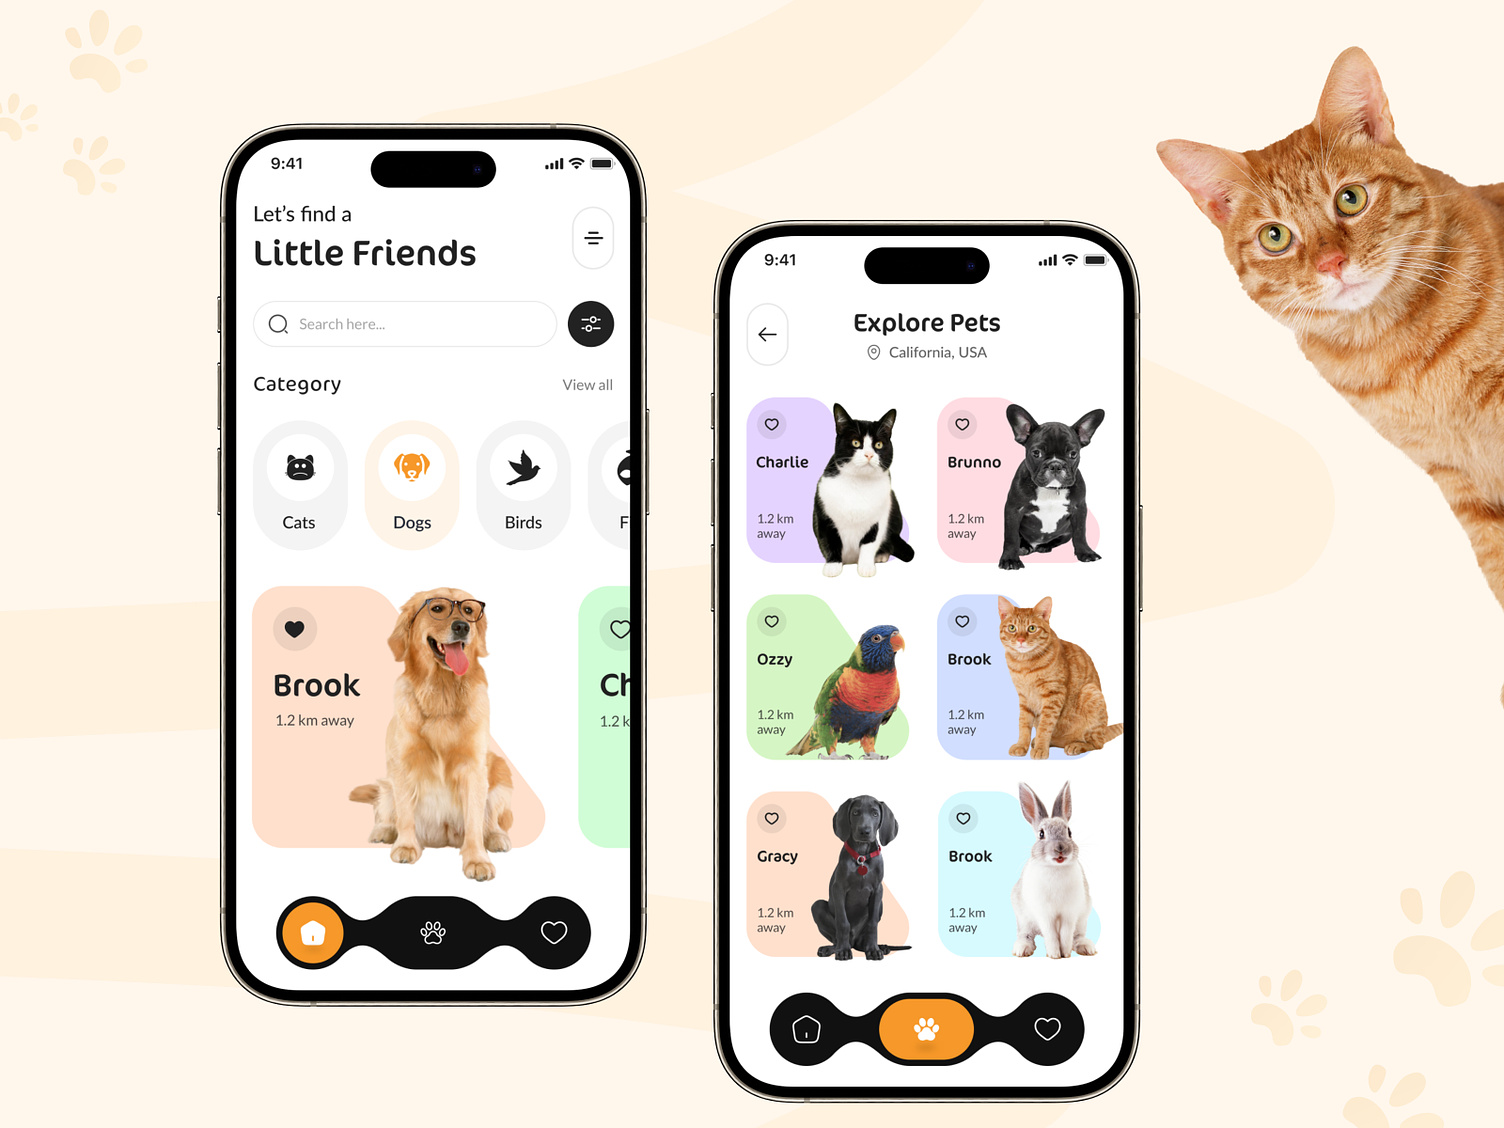 9:41
Let's find a
Little Friends
Search here...
Category
View all
Cats
Dogs
Birds
F
Brook
1.2 km away
Ch
1.2 k
9:41
Explore Pets
California, USA
Charlie
1.2 km
away
Brunno
1.2 km
away
Ozzy
1.2 km
away
Brook
1.2 km
away
Gracy
1.2 km
away
Brook
1.2 km
away